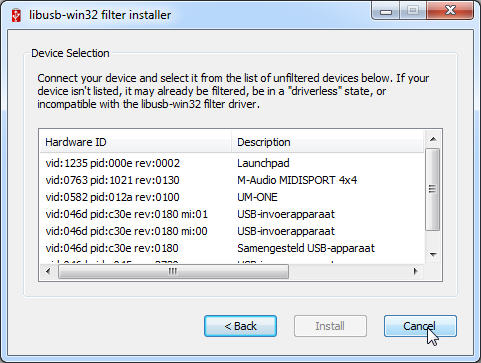 libusb-win32 filter installer
Device Selection
Connect your device and select it from the list of unfiltered devices below. If your
device isn't listed, it may already be filtered, be in a "driverless" state, or
incompatible with the libusb-win32 filter driver.
Hardware ID Description
vid:1235 pid:000e rev:0002 Launchpad
vid:0763 pid:1021 rev:0130 M-Audio MIDISPORT 4x4
vid:0582 pid:012a rev:0100 UM-ONE
vid:046d pid:c30e rev:0180 mi:01 USB-invoerapparaat
vid:046d pid:c30e rev:0180 mi:00 USB-invoerapparaat
vid:046d pid:c30e rev:0180 Samengesteld USB-apparaat
< Back Install Cancel